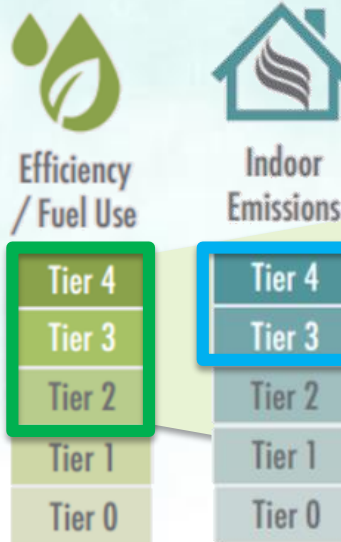 Efficiency
/ Fuel Use
Tier 4
Tier 3
Tier 2
Tier 1
Tier 0
Indoor
Emissions
Tier 4
Tier 3
Tier 2
Tier 1
Tier 0